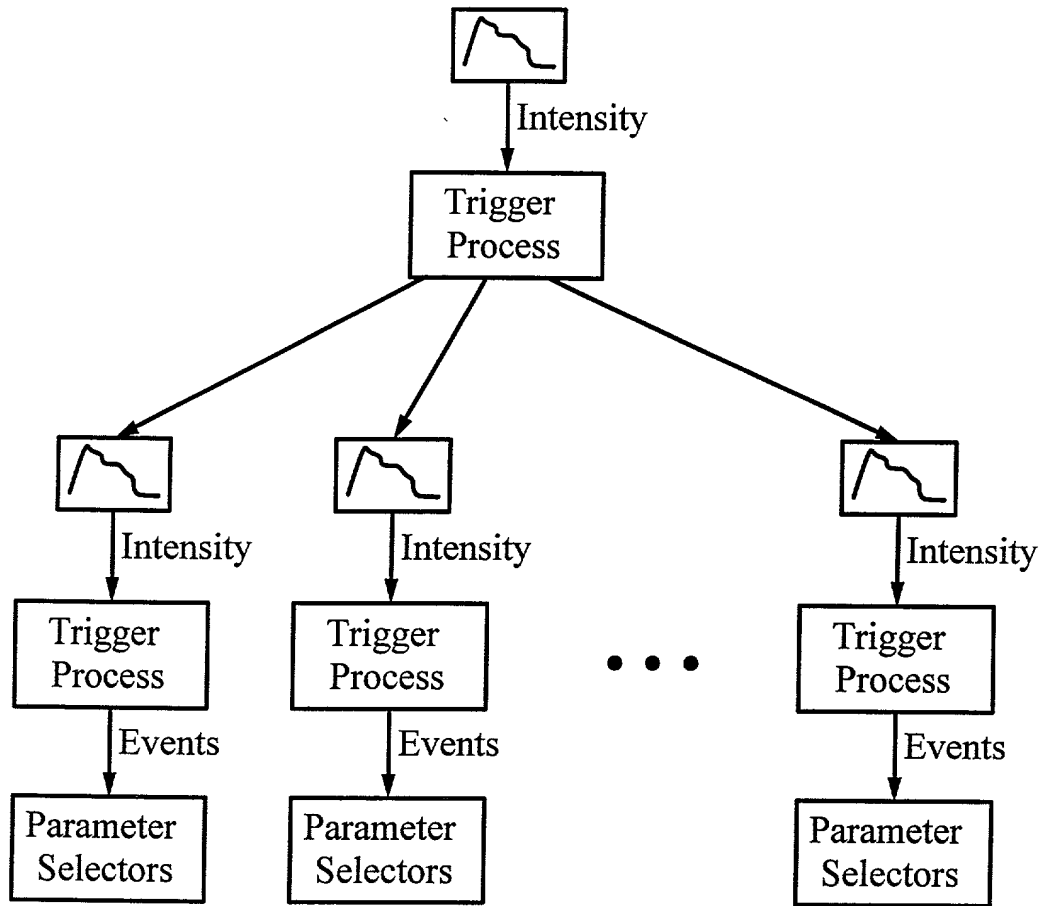 Intensity
Trigger
Process
Intensity
Intensity
Intensity
Trigger
Process
Trigger
Process
Trigger
Process
Events
Events
Events
Parameter
Selectors
Parameter
Selectors
Parameter
Selectors